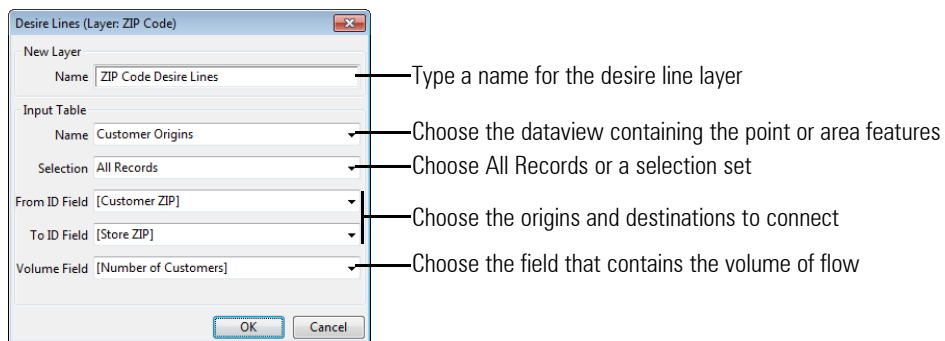 Desire Lines (Layer: ZIP Code)
New Layer
Name ZIP Code Desire Lines
Type a name for the desire line layer
Input Table
Name Customer Origins
Choose the dataview containing the point or area features
Selection All Records
Choose All Records or a selection set
From ID Field [Customer ZIP]
Choose the origins and destinations to connect
To ID Field [Store ZIP]
Volume Field [Number of Customers]
Choose the field that contains the volume of flow
OK Cancel